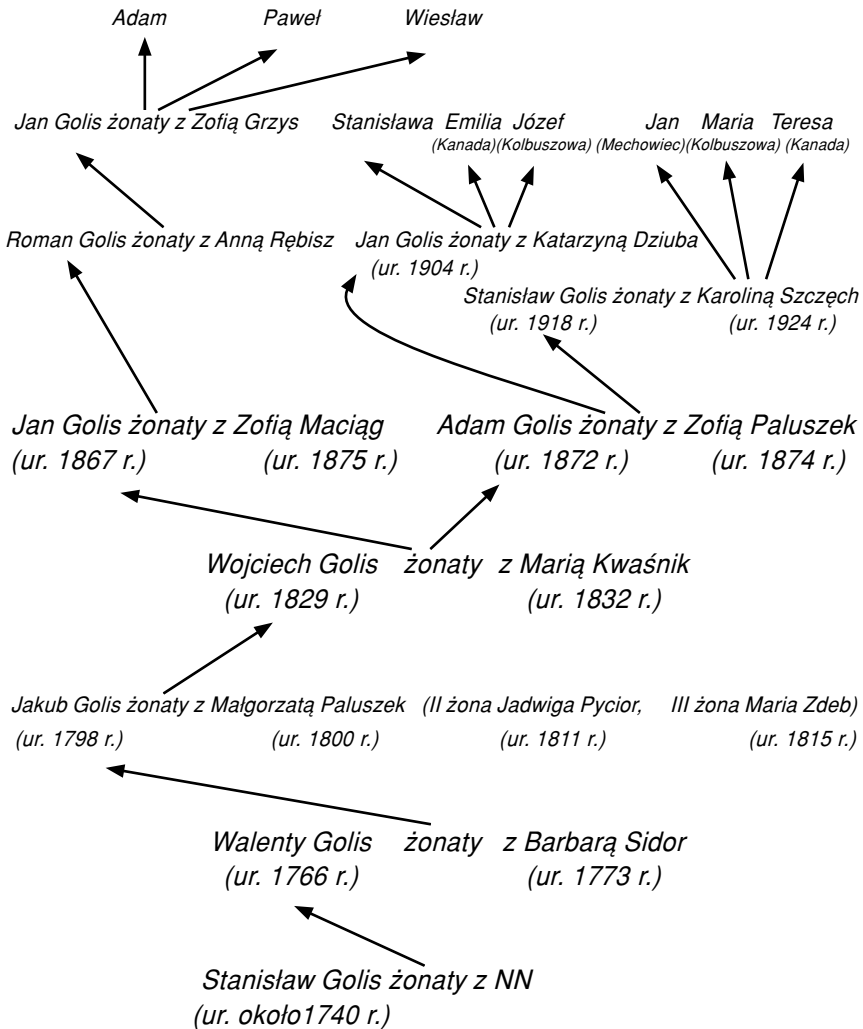 Adam Paweł Wiesław
Jan Golis żonaty z Zofią Grzys Stanisława Emilia Józef Jan Maria Teresa
(Kanada)(Kolbuszowa) (Mechowiec)(Kolbuszowa) (Kanada)
Roman Golis żonaty z Anną Rębisz Jan Golis żonaty z Katarzyną Dziuba
(ur. 1904 r.)
Stanisław Golis żonaty z Karoliną Szczęch
(ur. 1918 r.) (ur. 1924 r.)
Jan Golis żonaty z Zofią Maciąg Adam Golis żonaty z Zofią Paluszek
(ur. 1867 r.) (ur. 1875 r.) (ur. 1872 r.) (ur. 1874 r.)
Wojciech Golis żonaty z Marią Kwaśnik
(ur. 1829 r.) (ur. 1832 r.)
Jakub Golis żonaty z Małgorzatą Paluszek (II żona Jadwiga Pycior, III żona Maria Zdeb)
(ur. 1798 r.) (ur. 1800 r.) (ur. 1811 r.) (ur. 1815 r.)
Walenty Golis żonaty z Barbarą Sidor
(ur. 1766 r.) (ur. 1773 r.)
Stanisław Golis żonaty z NN
(ur. około1740 r.)